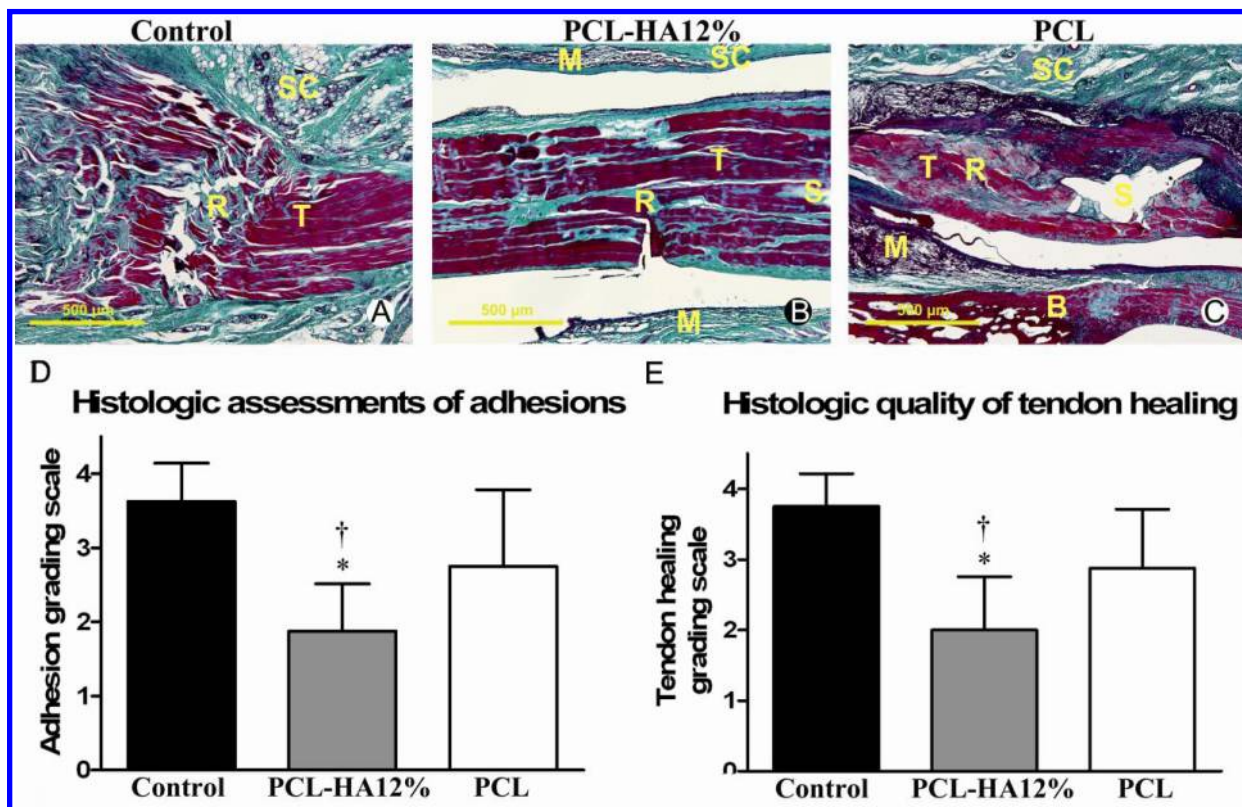 Control
PCL-HA12%
PCL
SC
R
T
500 µm
A
M
SC
T
S
R
M
500 µm
B
SC
T
R
S
M
B
500 µm
C
D
Histologic assessments of adhesions
Adhesion grading scale
4
3
2
1
0
†
*
Control
PCL-HA12%
PCL
E
Histologic quality of tendon healing
Tendon healing
grading scale
4
3
2
1
0
†
*
Control
PCL-HA12%
PCL